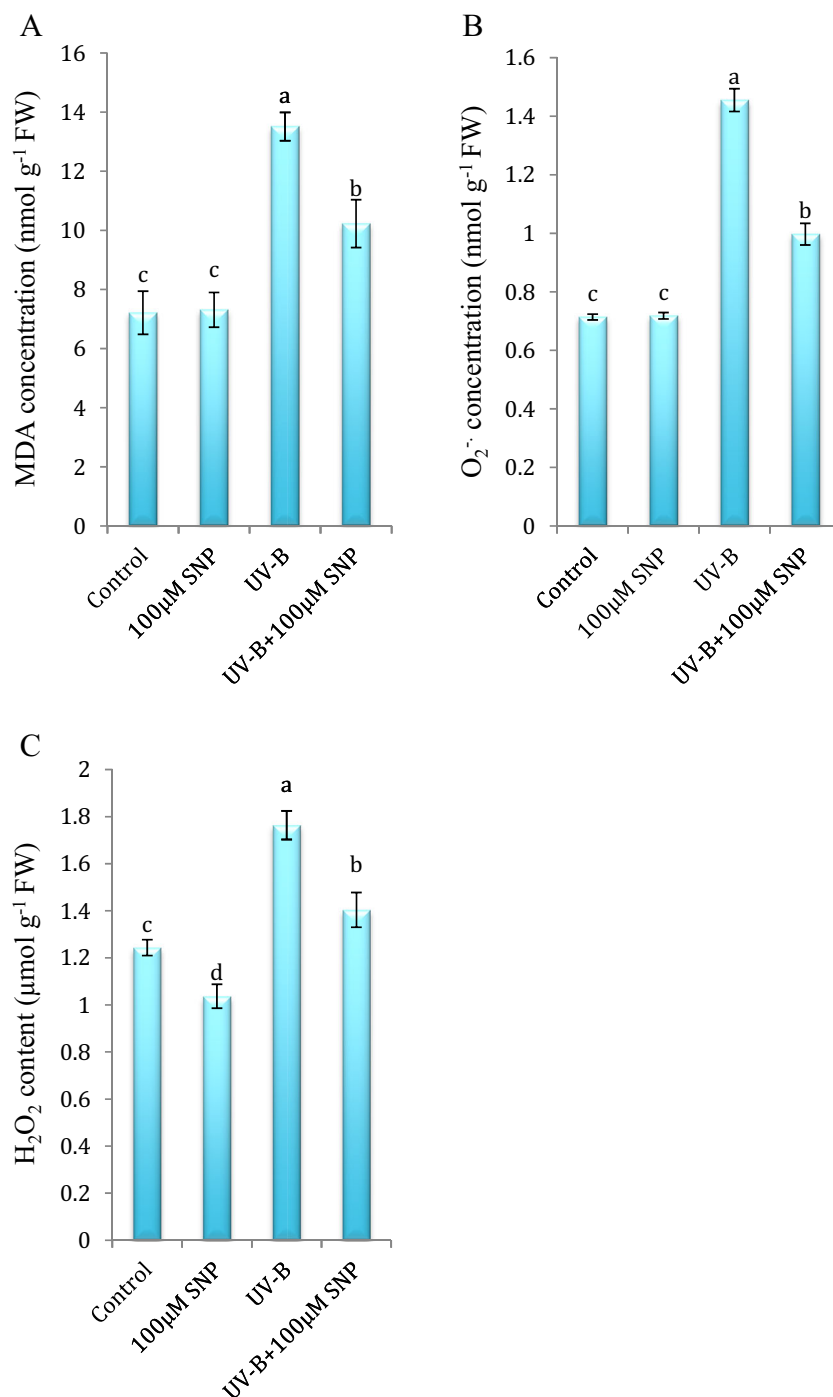 A
MDA concentration (nmol g⁻¹ FW)
16
14
12
10
8
6
4
2
0
c
c
a
b
Control
100μM SNP
UV-B
UV-B+100μM SNP
B
O₂⁻· concentration (nmol g⁻¹ FW)
1.6
1.4
1.2
1
0.8
0.6
0.4
0.2
0
c
c
a
b
Control
100μM SNP
UV-B
UV-B+100μM SNP
C
H₂O₂ content (μmol g⁻¹ FW)
2
1.8
1.6
1.4
1.2
1
0.8
0.6
0.4
0.2
0
c
d
a
b
Control
100μM SNP
UV-B
UV-B+100μM SNP